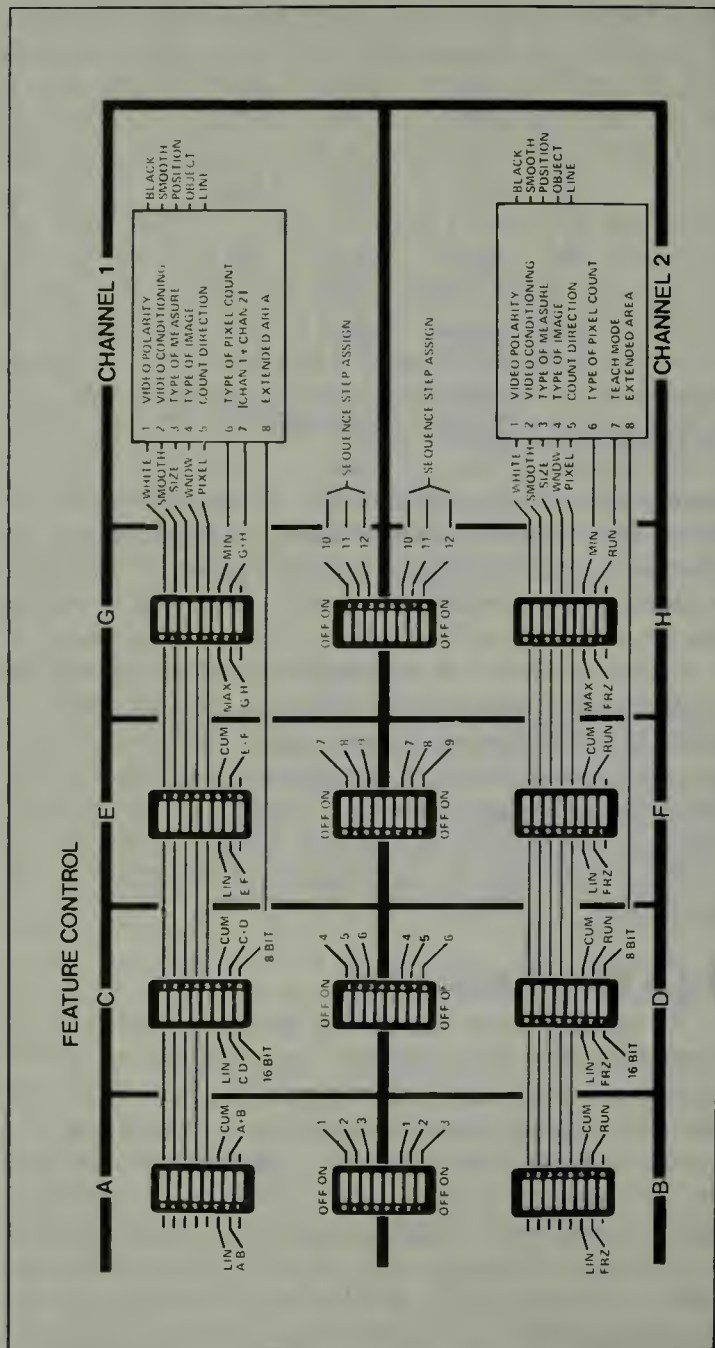 FEATURE CONTROL
A
C
E
G
CHANNEL 1
WHITE
SMOOTH
SIZE
WNDW
PIXEL
1 VIDEO POLARITY
2 VIDEO CONDITIONING
3 TYPE OF MEASURE
4 TYPE OF IMAGE
5 COUNT DIRECTION
6 TYPE OF PIXEL COUNT
7 [CHAN 1 + CHAN 2]
8 EXTENDED AREA
BLACK
SMOOTH
POSITION
OBJECT
LINE
LIN
A B
CUM
A+B
LIN
C D
16 BIT
CUM
C+D
8 BIT
LIN
E F
CUM
E+F
MAX
G H
MIN
G+H
OFF ON
1
2
3
1
2
3
OFF ON
4
5
6
4
5
6
OFF ON
OFF ON
7
8
9
7
8
9
OFF ON
OFF ON
10
11
12
SEQUENCE STEP ASSIGN
10
11
12
SEQUENCE STEP ASSIGN
OFF ON
WHITE
SMOOTH
SIZE
WNDW
PIXEL
1 VIDEO POLARITY
2 VIDEO CONDITIONING
3 TYPE OF MEASURE
4 TYPE OF IMAGE
5 COUNT DIRECTION
6 TYPE OF PIXEL COUNT
7 TEACH MODE
8 EXTENDED AREA
BLACK
SMOOTH
POSITION
OBJECT
LINE
LIN
FRZ
CUM
RUN
LIN
FRZ
16 BIT
CUM
RUN
8 BIT
LIN
FRZ
CUM
RUN
MAX
FRZ
MIN
RUN
B
D
F
H
CHANNEL 2